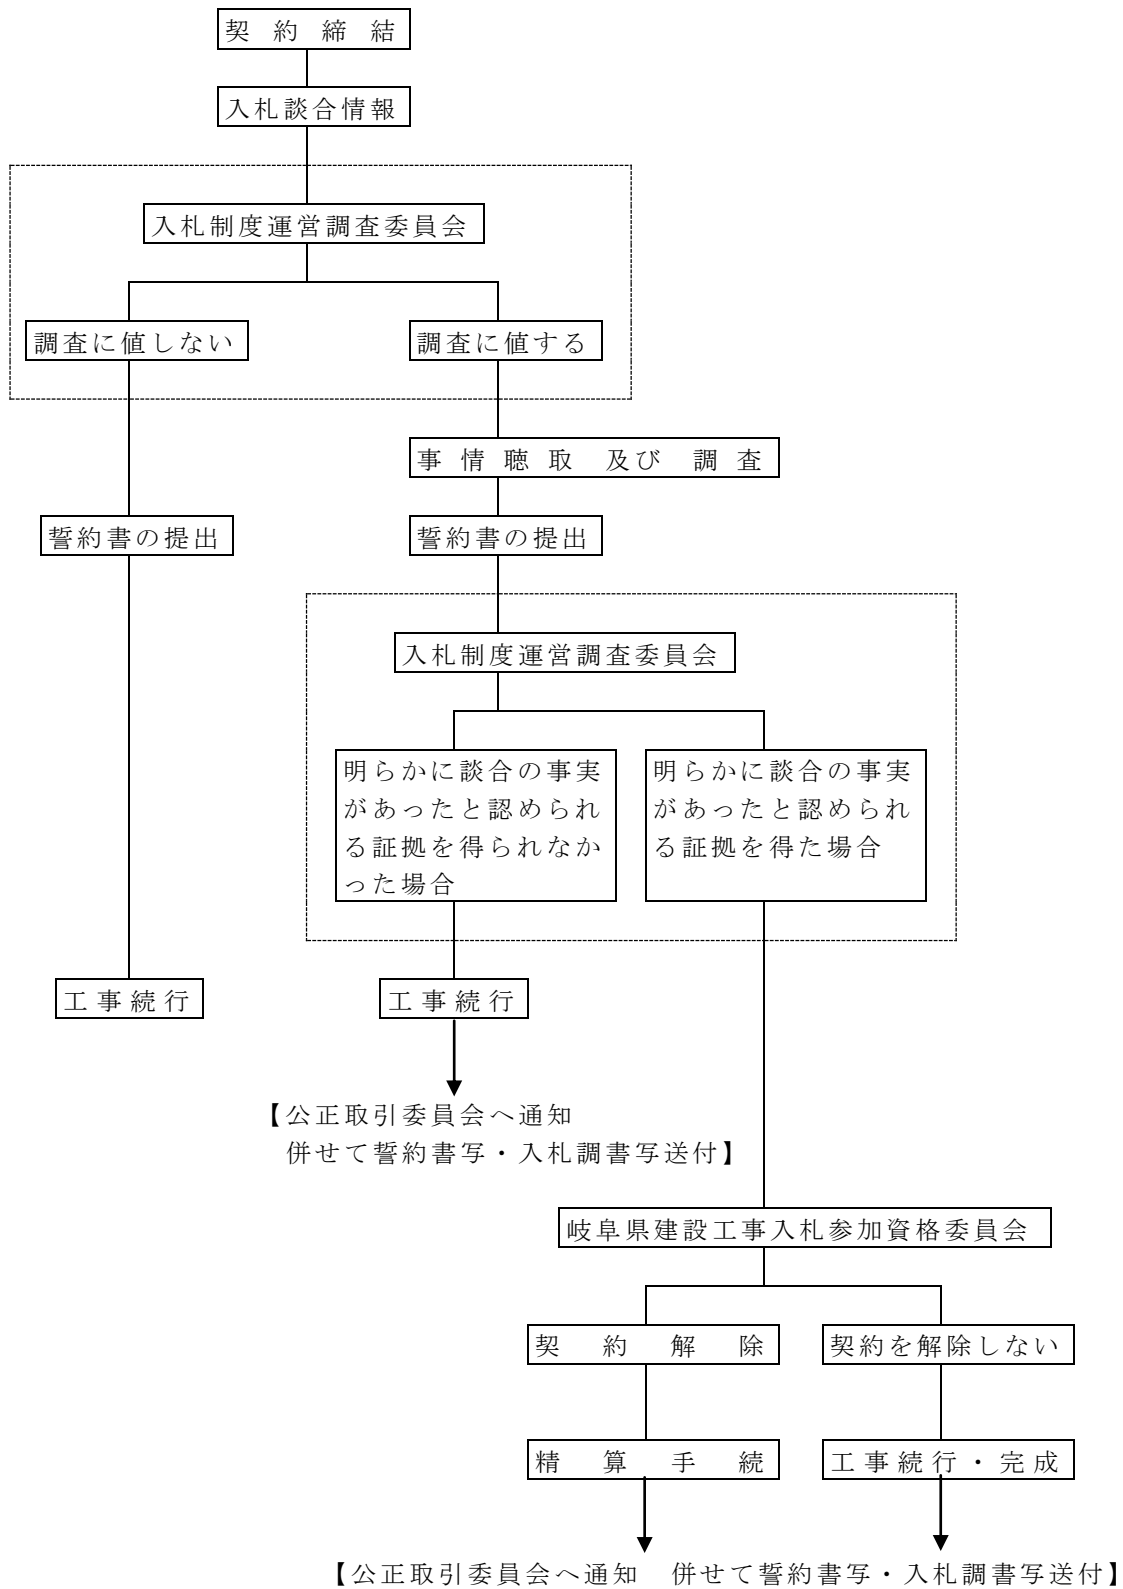 契約締結
入札談合情報
入札制度運営調査委員会
調査に値しない
調査に値する
事情聴取 及び 調査
誓約書の提出
誓約書の提出
入札制度運営調査委員会
明らかに談合の事実
があったと認められ
る証拠を得られなか
った場合
明らかに談合の事実
があったと認められ
る証拠を得た場合
工事続行
工事続行
【公正取引委員会へ通知
併せて誓約書写・入札調書写送付】
岐阜県建設工事入札参加資格委員会
契約解除
契約を解除しない
精算手続
工事続行・完成
【公正取引委員会へ通知　併せて誓約書写・入札調書写送付】